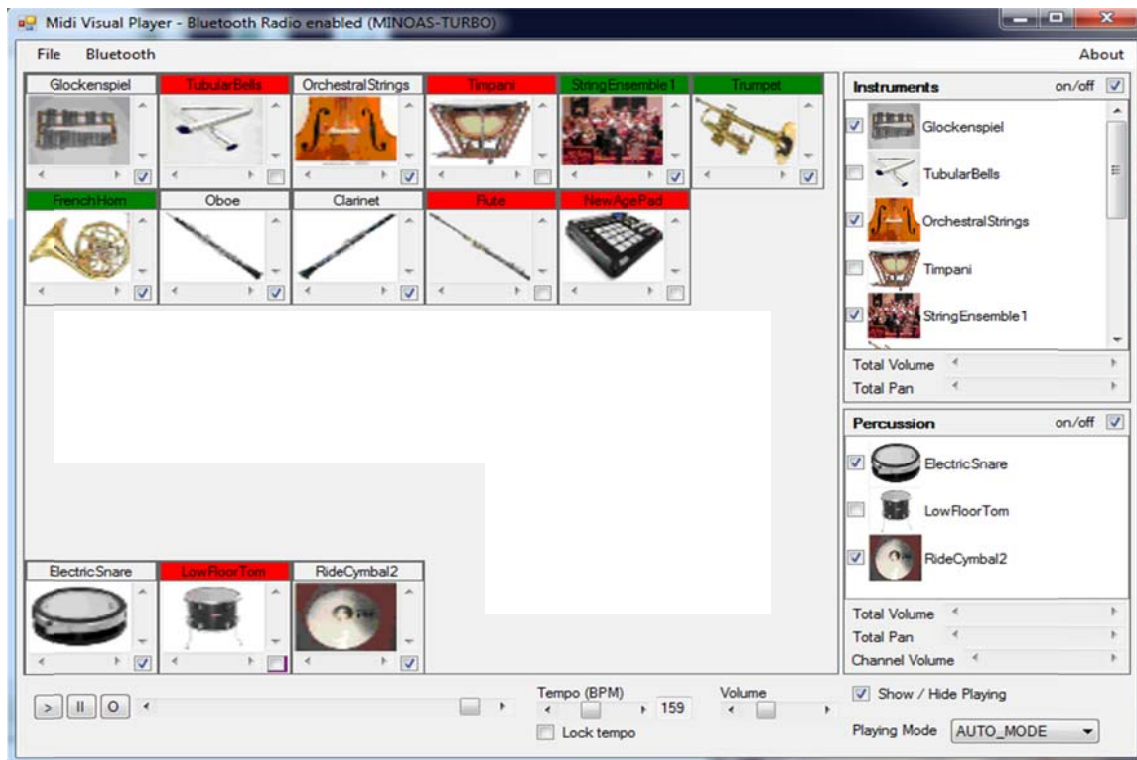 Midi Visual Player - Bluetooth Radio enabled (MINOAS-TURBO)
File Bluetooth About
Glockenspiel TubularBells OrchestralStrings Timpani StringEnsemble1 Trumpet
FrenchHorn Oboe Clarinet Flute NewAgePad
ElectricSnare LowFloorTom RideCymbal2
Instruments on/off
Glockenspiel
TubularBells
OrchestralStrings
Timpani
StringEnsemble1
Total Volume
Total Pan
Percussion on/off
ElectricSnare
LowFloorTom
RideCymbal2
Total Volume
Total Pan
Channel Volume
> II O
Tempo (BPM)
159
Lock tempo
Volume
Show / Hide Playing
Playing Mode AUTO_MODE